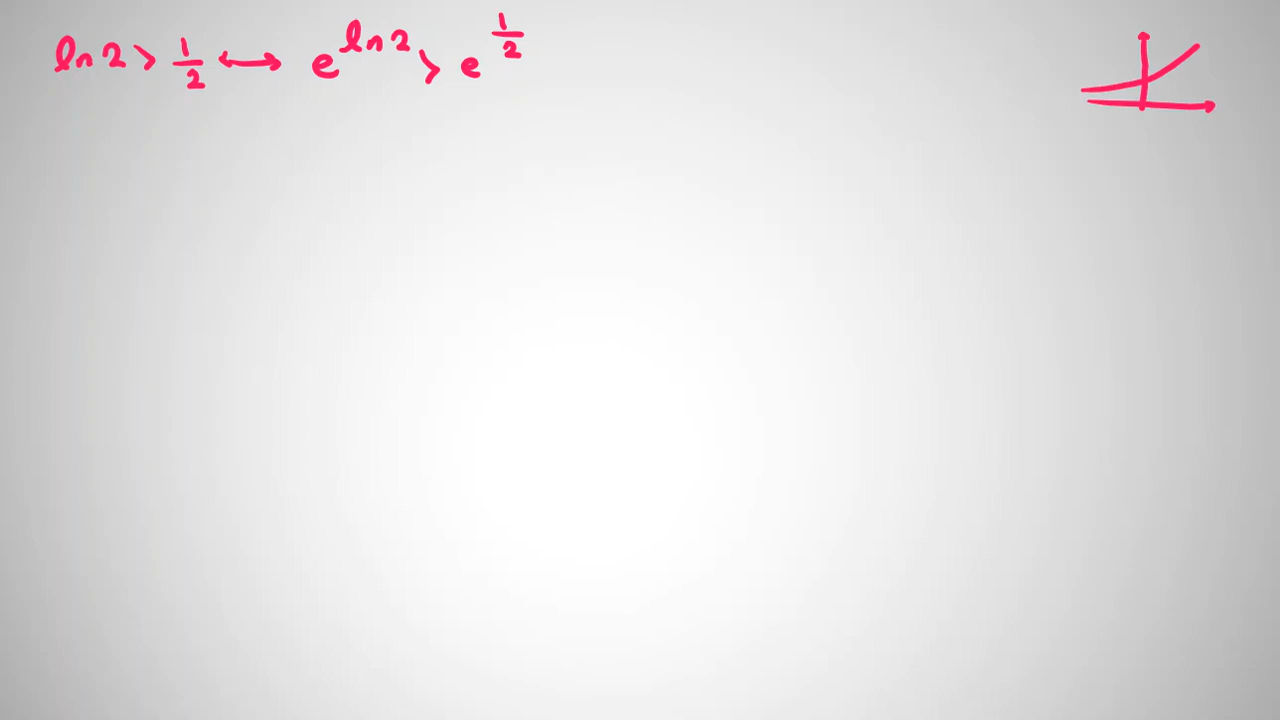 ln 2 > 1/2 ↔ e^{ln 2} > e^{1/2}